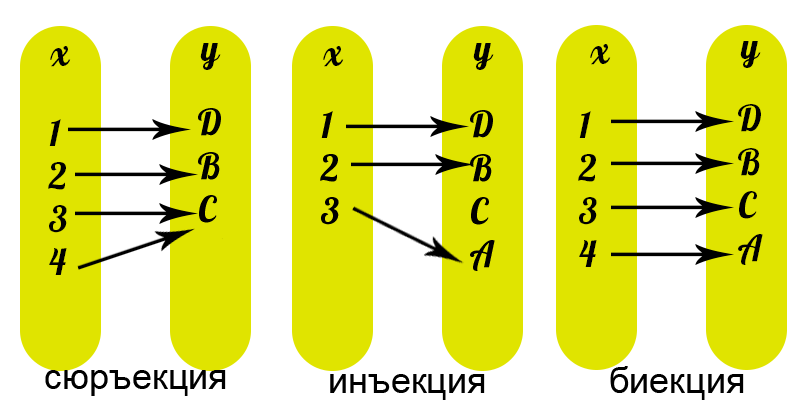 x y
1 D
2 B
3 C
4
сюръекция
x y
1 D
2 B
3 C
A
инъекция
x y
1 D
2 B
3 C
4 A
биекция